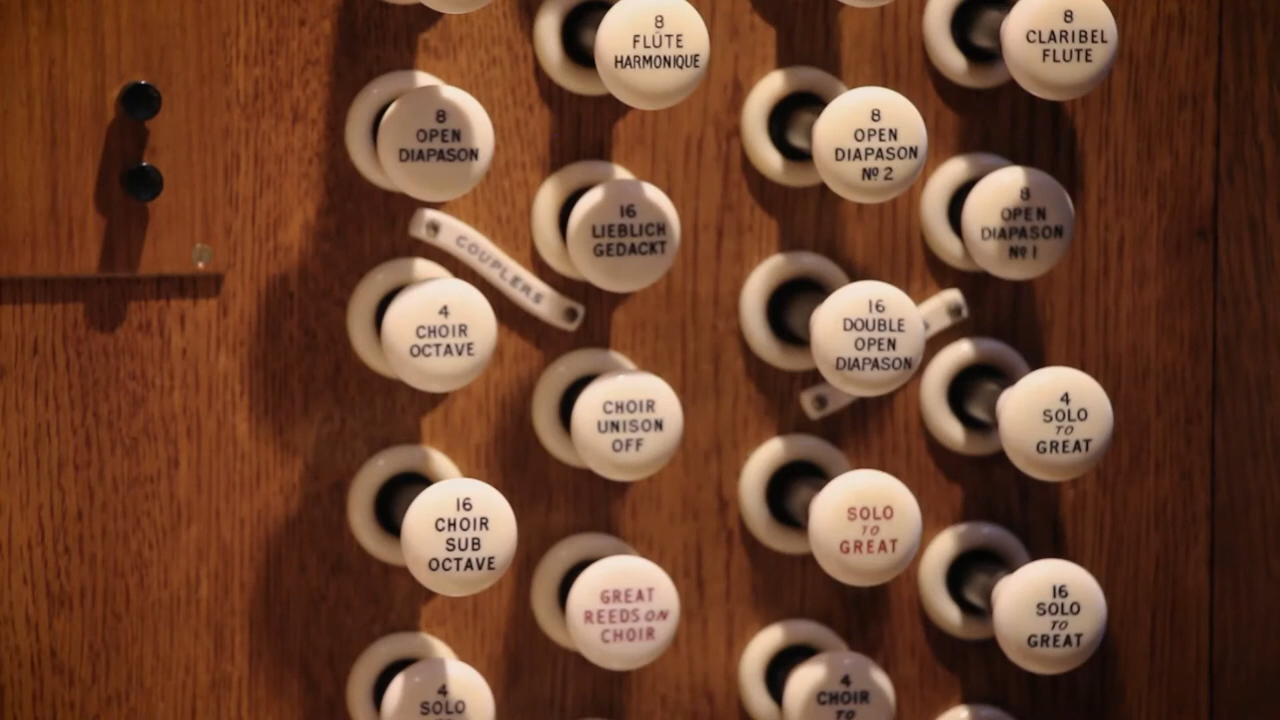 8
FLÛTE
HARMONIQUE
8
CLARIBEL
FLUTE
8
OPEN
DIAPASON
8
OPEN
DIAPASON
Nº 2
16
LIEBLICH
GEDACKT
8
OPEN
DIAPASON
Nº 1
COUPLERS
4
CHOIR
OCTAVE
16
DOUBLE
OPEN
DIAPASON
CHOIR
UNISON
OFF
4
SOLO
TO
GREAT
16
CHOIR
SUB
OCTAVE
SOLO
TO
GREAT
GREAT
REEDS ON
CHOIR
16
SOLO
TO
GREAT
4
SOLO
4
CHOIR
TO